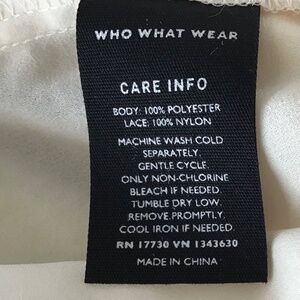 WHO WHAT WEAR
CARE INFO
BODY: 100% POLYESTER
LACE: 100% NYLON
MACHINE WASH COLD
SEPARATELY.
GENTLE CYCLE.
ONLY NON-CHLORINE
BLEACH IF NEEDED.
TUMBLE DRY LOW.
REMOVE PROMPTLY.
COOL IRON IF NEEDED.
RN 17730 VN 1343630
MADE IN CHINA